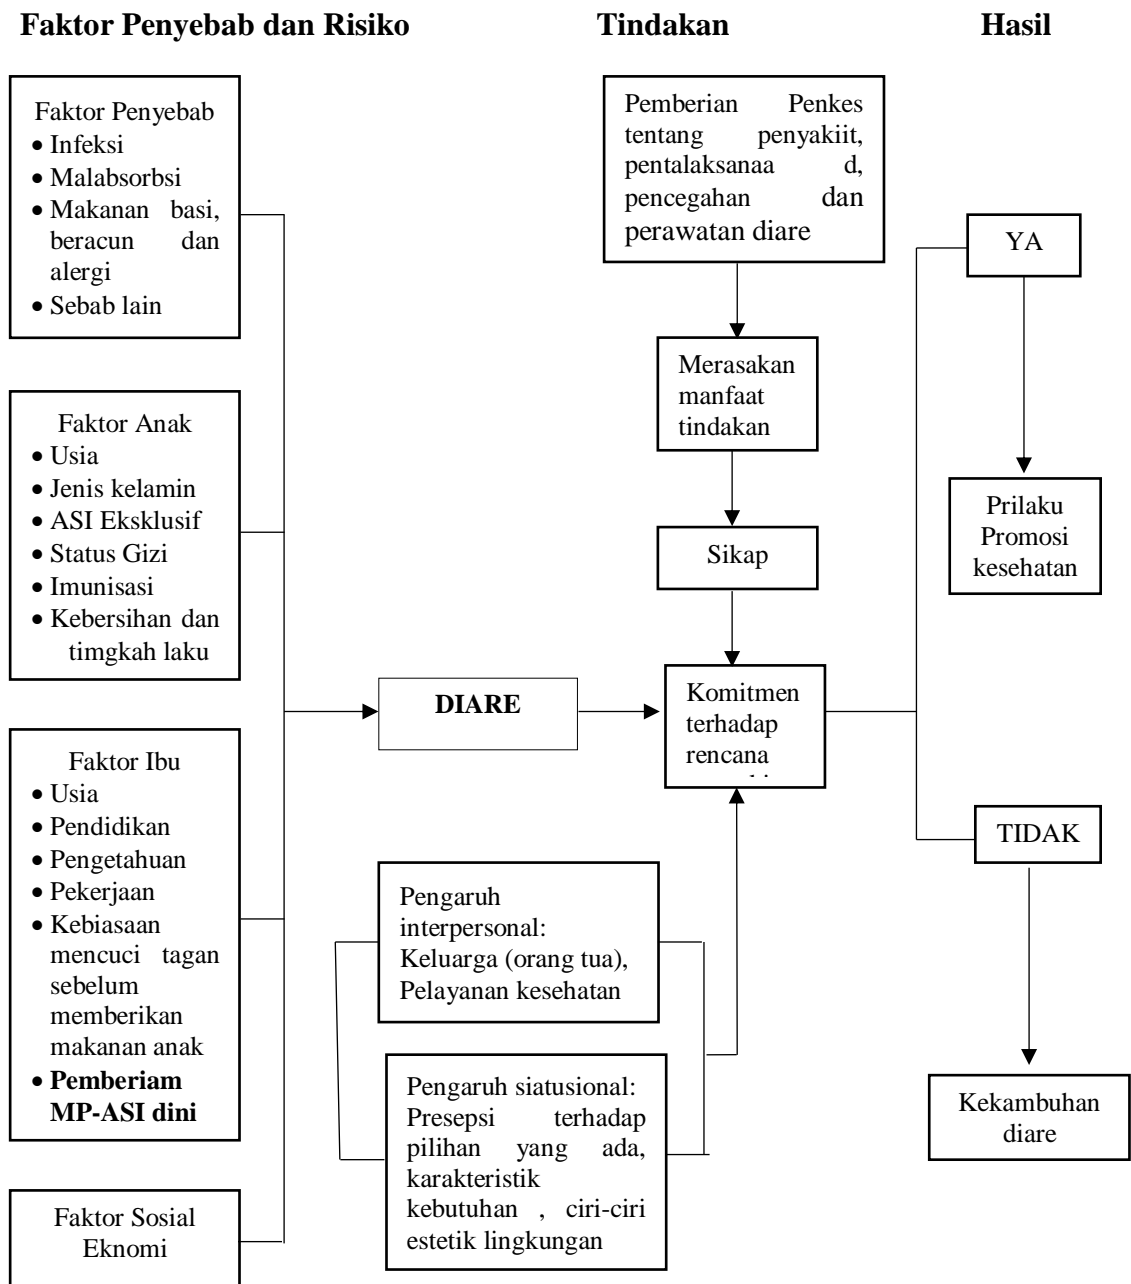 Faktor Penyebab dan Risiko
Tindakan
Hasil
Faktor Penyebab
• Infeksi
• Malabsorbsi
• Makanan basi,
beracun dan
alergi
• Sebab lain
Faktor Anak
• Usia
• Jenis kelamin
• ASI Eksklusif
• Status Gizi
• Imunisasi
• Kebersihan dan
timgkah laku
Faktor Ibu
• Usia
• Pendidikan
• Pengetahuan
• Pekerjaan
• Kebiasaan
mencuci tagan
sebelum
memberikan
makanan anak
• Pemberiam
MP-ASI dini
Faktor Sosial
Eknomi
DIARE
Pemberian Penkes
tentang penyakiit,
pentalaksanaa d,
pencegahan dan
perawatan diare
Merasakan
manfaat
tindakan
Sikap
Komitmen
terhadap
rencana
Pengaruh
interpersonal:
Keluarga (orang tua),
Pelayanan kesehatan
Pengaruh siatusional:
Presepsi terhadap
pilihan yang ada,
karakteristik
kebutuhan , ciri-ciri
estetik lingkungan
YA
Prilaku
Promosi
kesehatan
TIDAK
Kekambuhan
diare